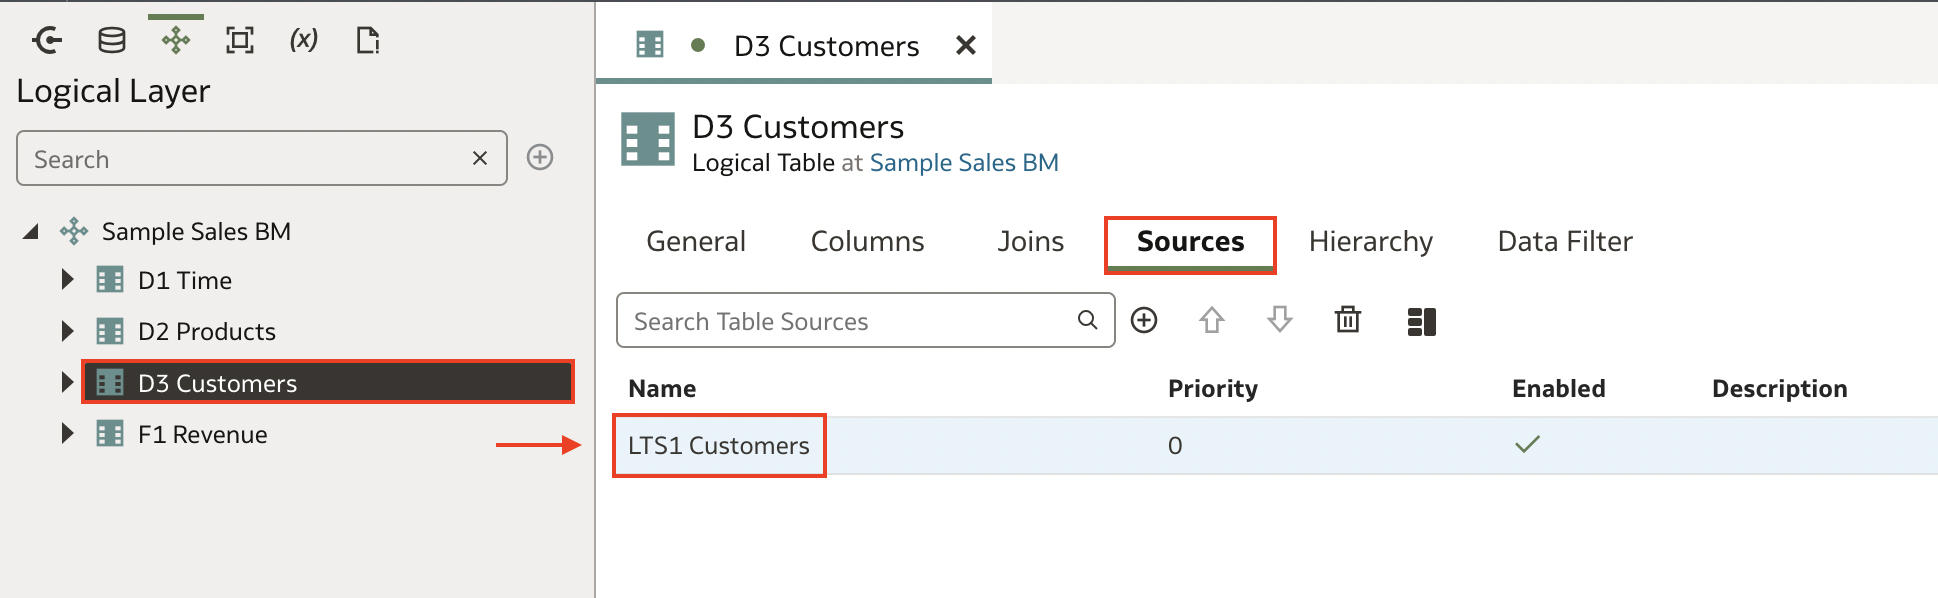 (x)
Logical Layer
Search
Sample Sales BM
D1 Time
D2 Products
D3 Customers
F1 Revenue
D3 Customers
D3 Customers
Logical Table at Sample Sales BM
General Columns Joins Sources Hierarchy Data Filter
Search Table Sources
Name Priority Enabled Description
LTS1 Customers 0